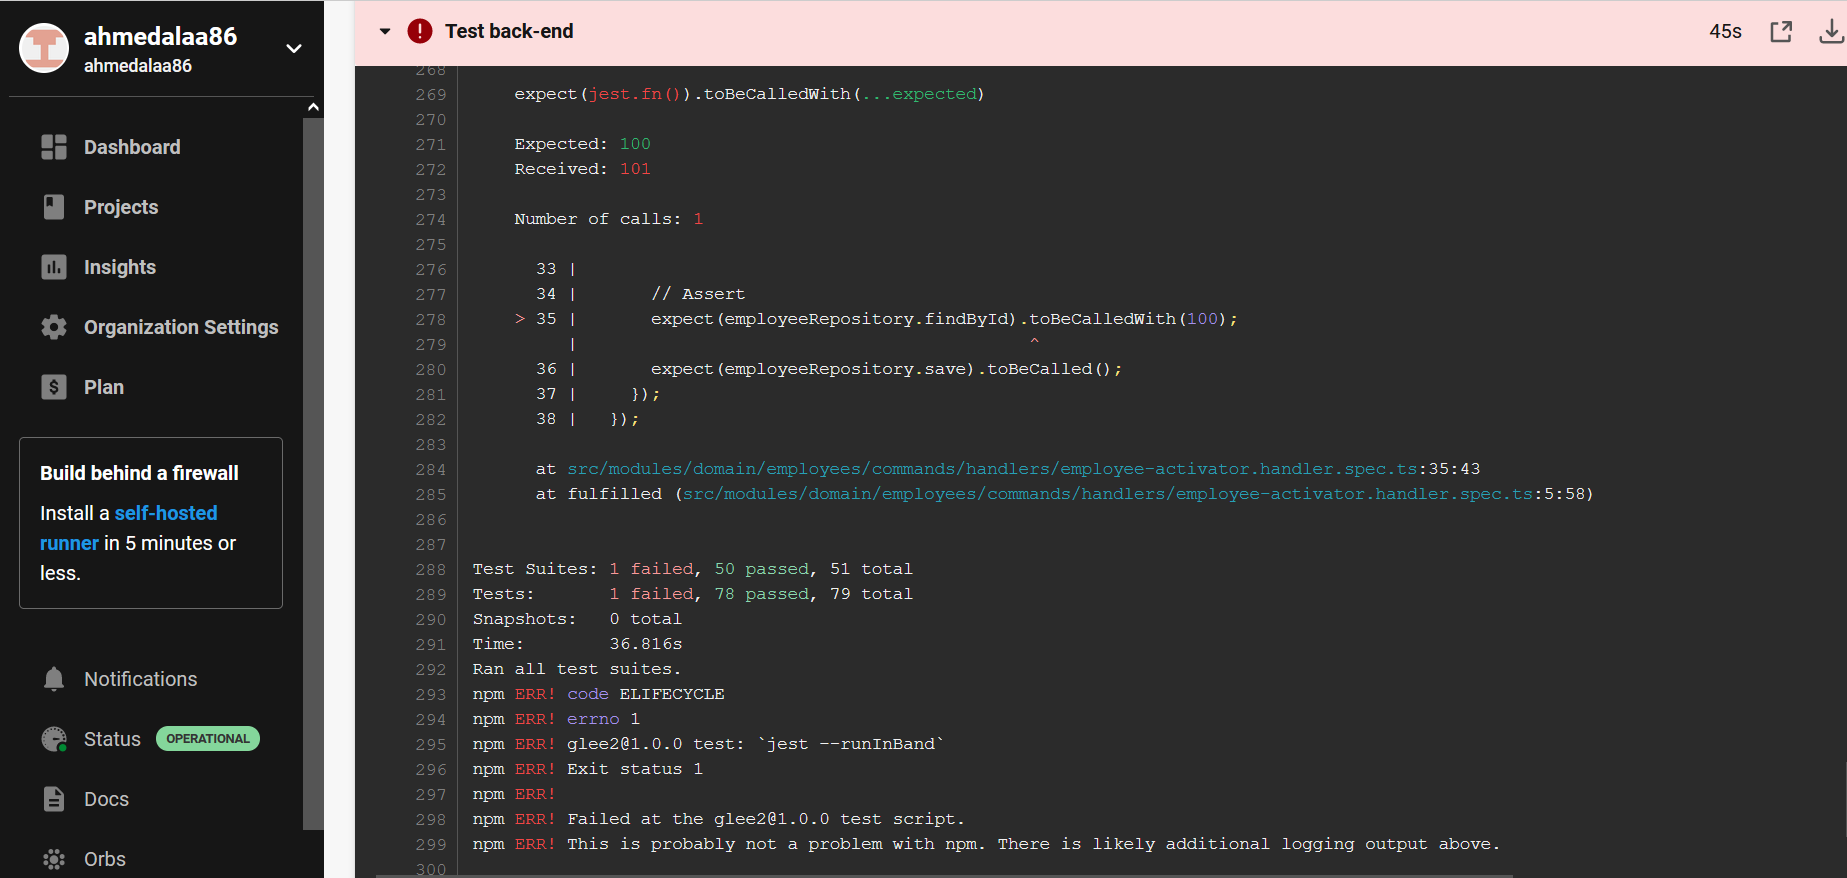 ahmedalaa86
ahmedalaa86
Dashboard
Projects
Insights
Organization Settings
Plan
Build behind a firewall
Install a self-hosted
runner in 5 minutes or
less.
Notifications
Status OPERATIONAL
Docs
Orbs
Test back-end 45s
268
269 expect(jest.fn()).toBeCalledWith(...expected)
270
271 Expected: 100
272 Received: 101
273
274 Number of calls: 1
275
276 33 |
277 34 | // Assert
278 > 35 | expect(employeeRepository.findById).toBeCalledWith(100);
279 | ^
280 36 | expect(employeeRepository.save).toBeCalled();
281 37 | });
282 38 | });
283
284 at src/modules/domain/employees/commands/handlers/employee-activator.handler.spec.ts:35:43
285 at fulfilled (src/modules/domain/employees/commands/handlers/employee-activator.handler.spec.ts:5:58)
286
287
288 Test Suites: 1 failed, 50 passed, 51 total
289 Tests: 1 failed, 78 passed, 79 total
290 Snapshots: 0 total
291 Time: 36.816s
292 Ran all test suites.
293 npm ERR! code ELIFECYCLE
294 npm ERR! errno 1
295 npm ERR! glee2@1.0.0 test: `jest --runInBand`
296 npm ERR! Exit status 1
297 npm ERR!
298 npm ERR! Failed at the glee2@1.0.0 test script.
299 npm ERR! This is probably not a problem with npm. There is likely additional logging output above.
300